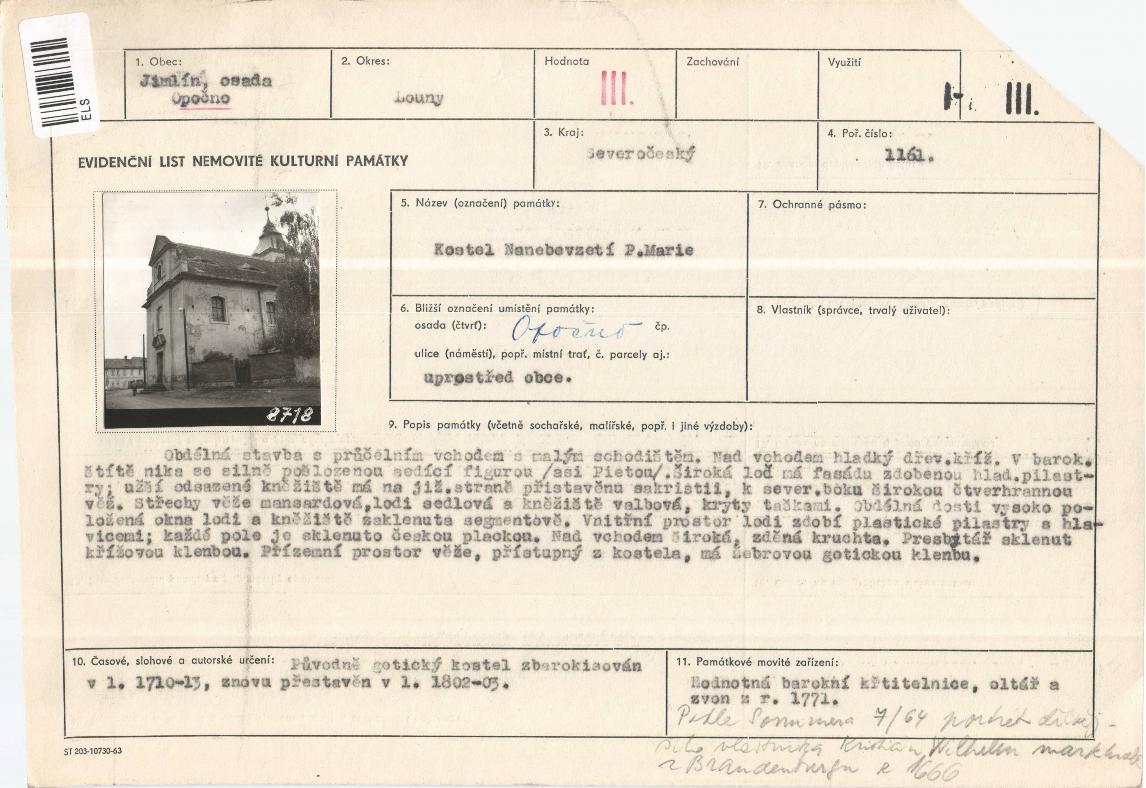 ELS
1. Obec:
Jimlín, osada
Opočno
2. Okres:
Louny
Hodnota
III.
Zachování
Využití
III.
EVIDENČNÍ LIST NEMOVITÉ KULTURNÍ PAMÁTKY
3. Kraj:
Severočeský
4. Poř. číslo:
1161.
5. Název (označení) památky:
Kostel Nanebevzetí P.Marie
7. Ochranné pásmo:
6. Bližší označení umístění památky:
osada (čtvrť): Opočno čp.
ulice (náměstí), popř. místní trať, č. parcely aj.:
uprostřed obce.
8. Vlastník (správce, trvalý uživatel):
8718
9. Popis památky (včetně sochařské, malířské, popř. i jiné výzdoby):
Obdélná stavba s průčelním vchodem s malým schodištěm. Nad vchodem hladký dřev.kříž. V barok.
štítě nika se silně poškozenou sedící figurou /asi Pietou/. Široká loď má fasádu zdobenou hlad.pilast-
ry; užší odsazené kněžiště má na již.straně přistavěnu sakristii, k sever.boku širokou čtverhrannou
věž. Střechy věže mansardová, lodi sedlová a kněžiště valbová, kryty taškami. Obdélná dosti vysoko po-
ložená okna lodi a kněžiště zaklenuta segmentově. Vnitřní prostor lodi zdobí plastické pilastry s hla-
vicemi; každé pole je sklenuto českou plackou. Nad vchodem široká, zděná kruchta. Presbytář sklenut
křížovou klenbou. Přízemní prostor věže, přístupný z kostela, má žebrovou gotickou klenbu.
10. Časové, slohové a autorské určení: Původně gotický kostel zbarokisován
v l. 1710-13, znovu přestavěn v l. 1802-03.
11. Památkové movité zařízení:
Hodnotná barokní křtitelnice, oltář a
zvon z r. 1771.
Podle Sommera 7/64 portrét
vlastníka Kristián Wilhelm
z Brandenburgu 1666
ST 203-10730-63